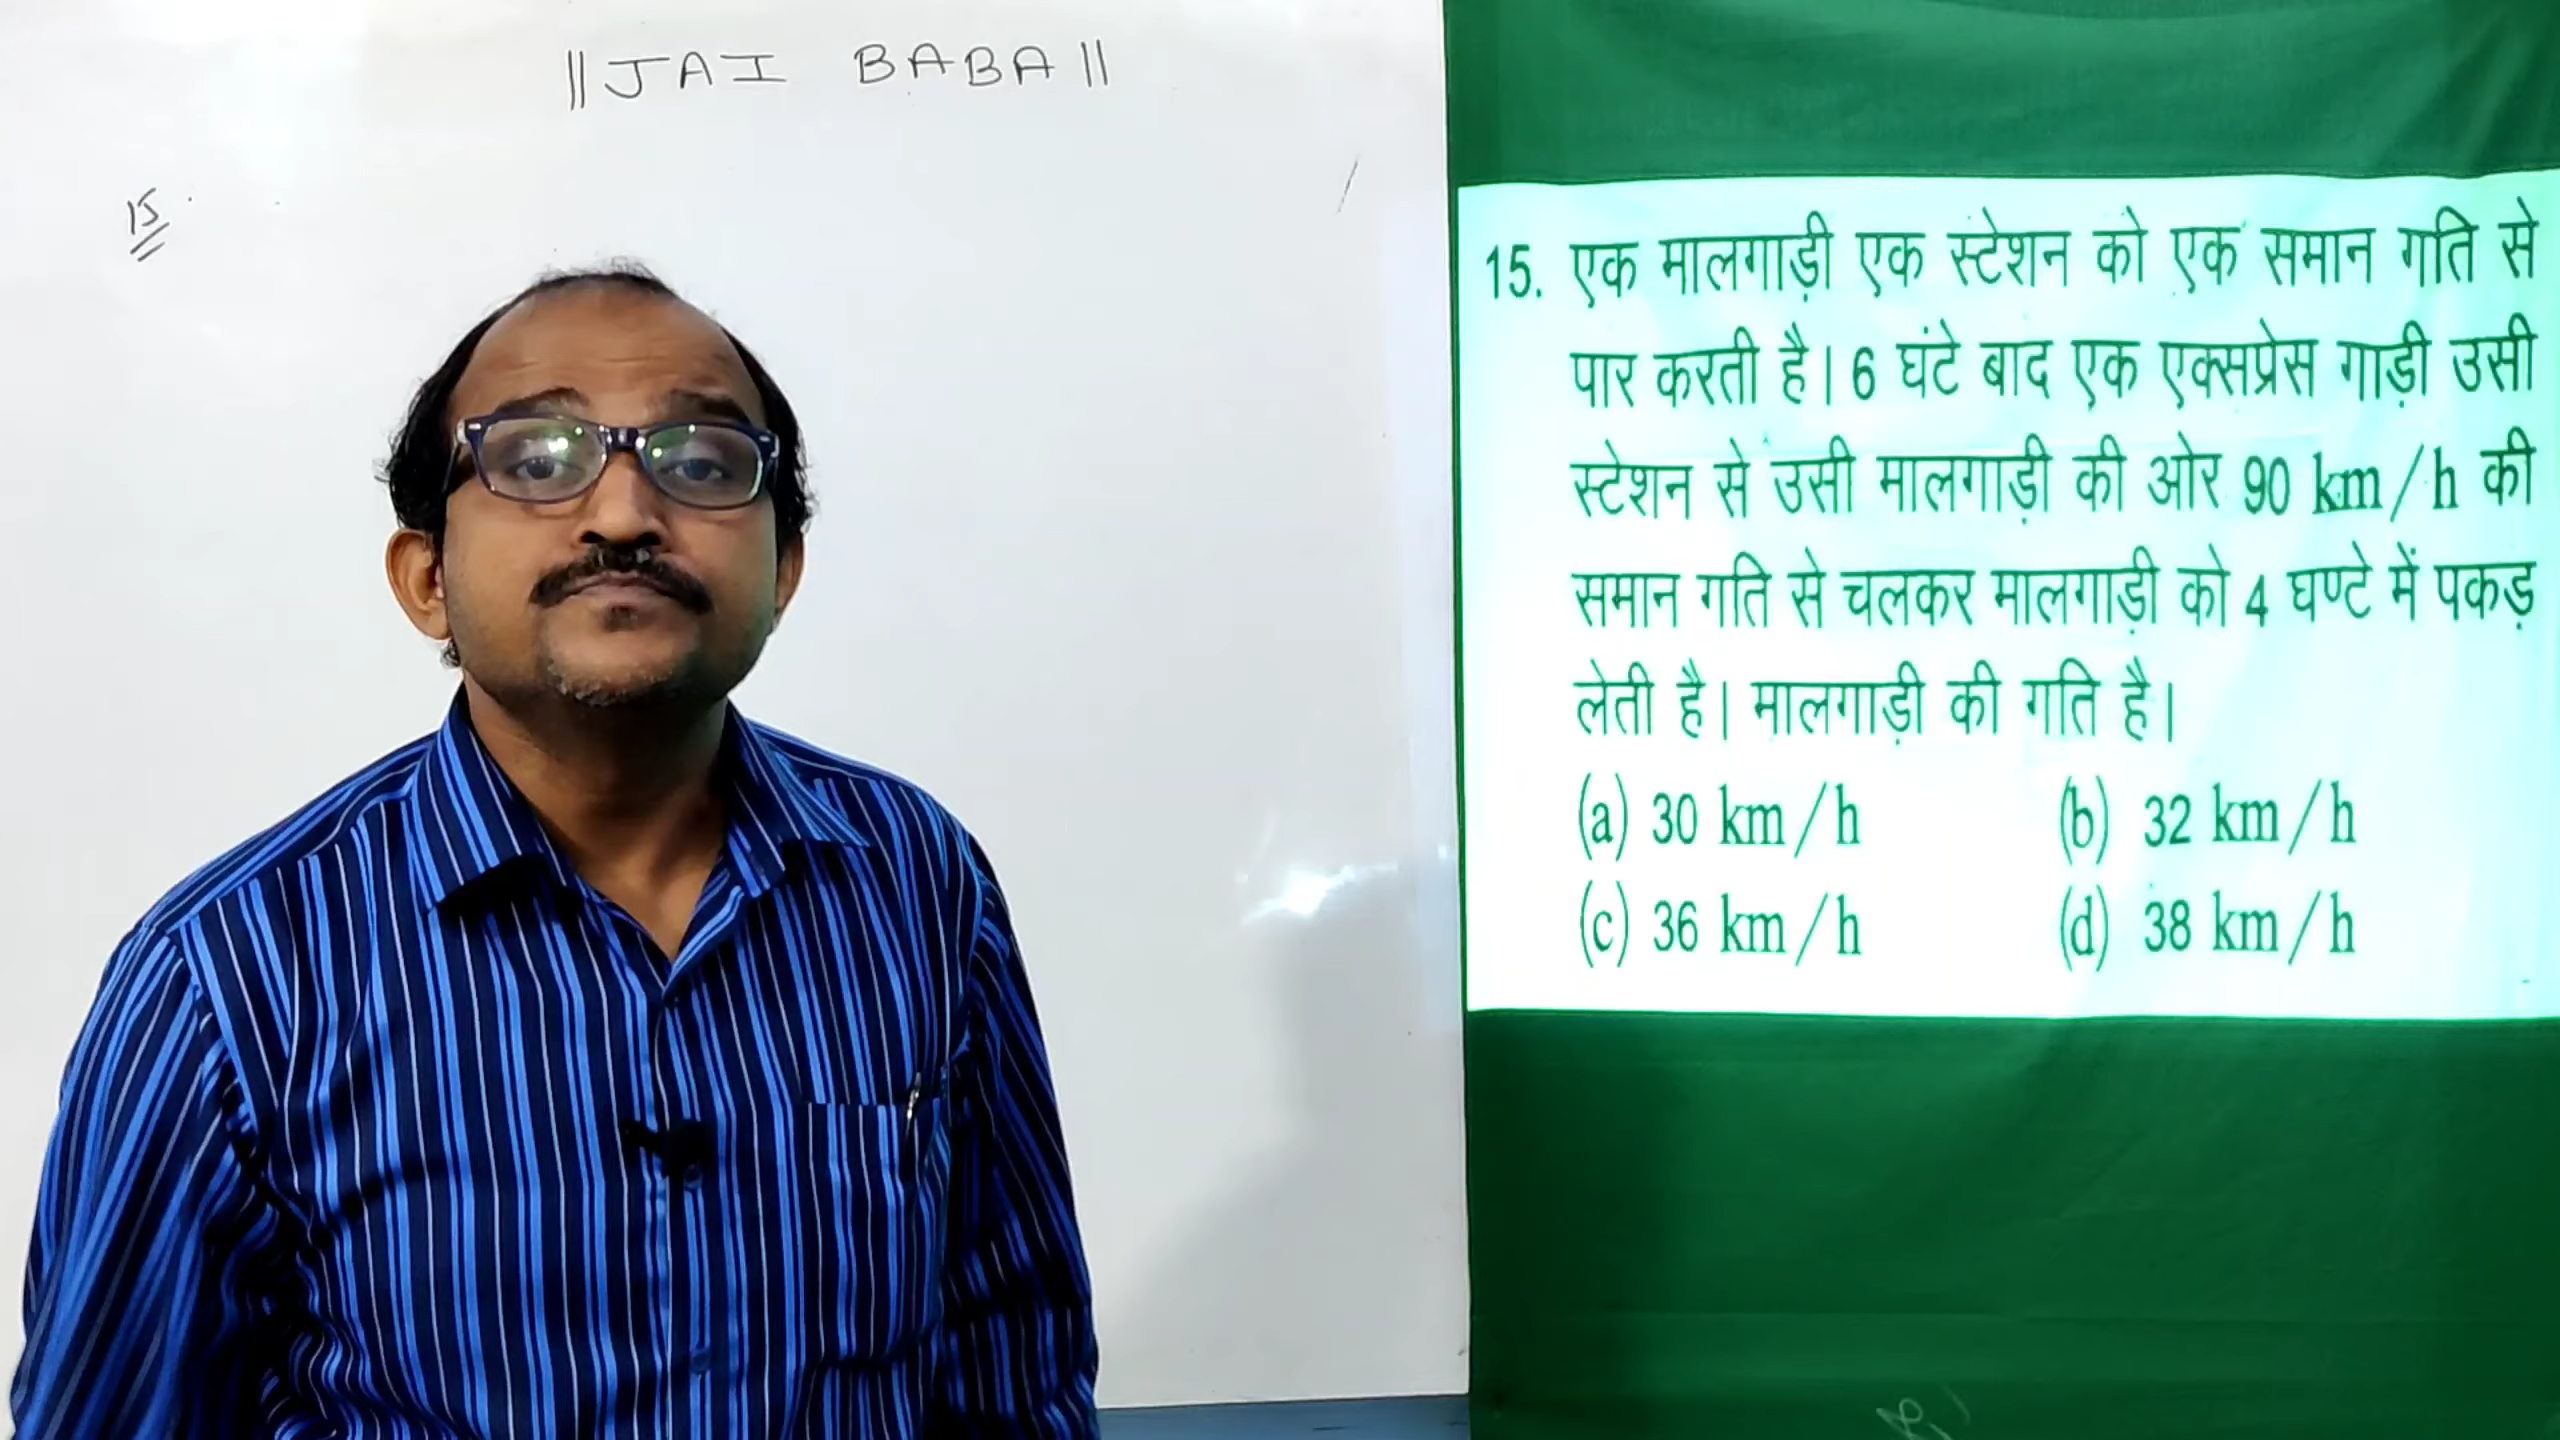 ||JAI BABA||
15
15. एक मालगाड़ी एक स्टेशन को एक समान गति से
पार करती है। 6 घंटे बाद एक एक्सप्रेस गाड़ी उसी
स्टेशन से उसी मालगाड़ी की ओर 90 km/h की
समान गति से चलकर मालगाड़ी को 4 घण्टे में पकड़
लेती है। मालगाड़ी की गति है।
(a) 30 km/h (b) 32 km/h
(c) 36 km/h (d) 38 km/h